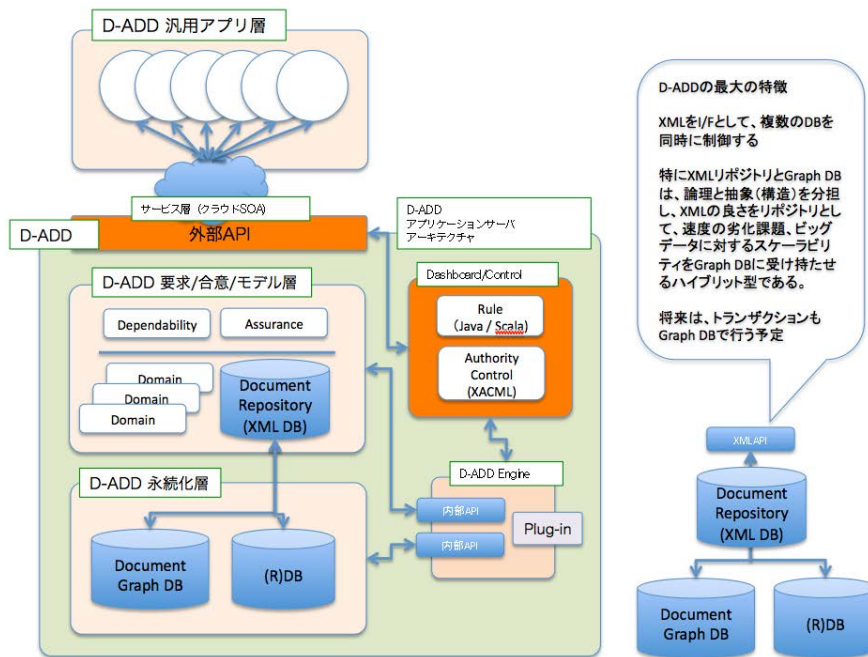 D-ADD 汎用アプリ層
サービス層 (クラウドSOA)
外部API
D-ADD
D-ADD
アプリケーションサーバ
アーキテクチャ
D-ADD 要求/合意/モデル層
Dependability
Assurance
Domain
Domain
Domain
Document
Repository
(XML DB)
Dashboard/Control
Rule
(Java / Scala)
Authority
Control
(XACML)
D-ADD 永続化層
Document
Graph DB
(R)DB
D-ADD Engine
内部API
内部API
Plug-in
D-ADDの最大の特徴
XMLをI/Fとして、複数のDBを
同時に制御する
特にXMLリポジトリとGraph DB
は、論理と抽象(構造)を分担
し、XMLの良さをリポジトリとし
て、速度の劣化課題、ビッグ
データに対するスケーラビリ
ティをGraph DBに受け持たせ
るハイブリット型である。
将来は、トランザクションも
Graph DBで行う予定
XMLAPI
Document
Repository
(XML DB)
Document
Graph DB
(R)DB